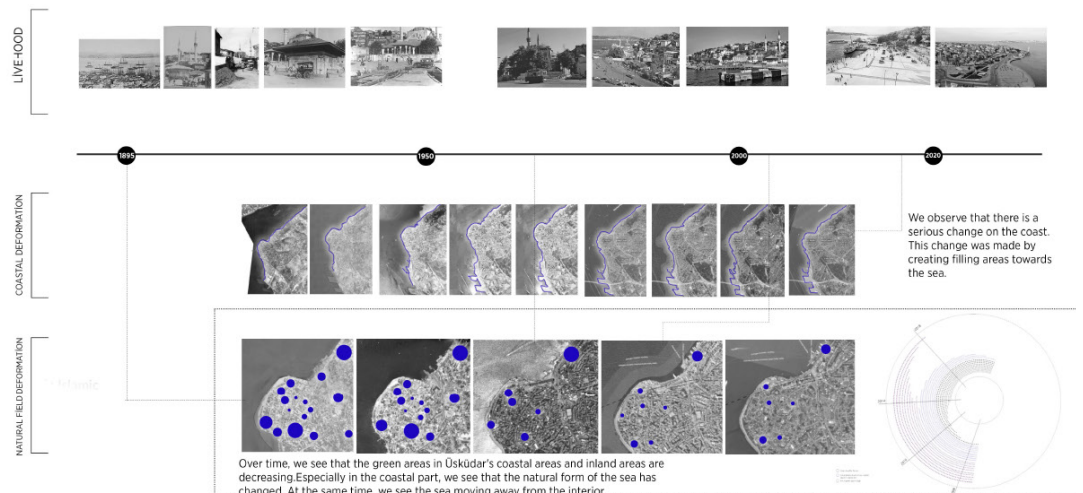 LİVEHOOD
1895
1950
2000
2020
COASTAL DEFORMATION
We observe that there is a
serious change on the coast.
This change was made by
creating filling areas towards
the sea.
NATURAL FIELD DEFORMATION
Over time, we see that the green areas in Üsküdar's coastal areas and inland areas are
decreasing.Especially in the coastal part, we see that the natural form of the sea has
changed. At the same time, we see the sea moving away from the interior.